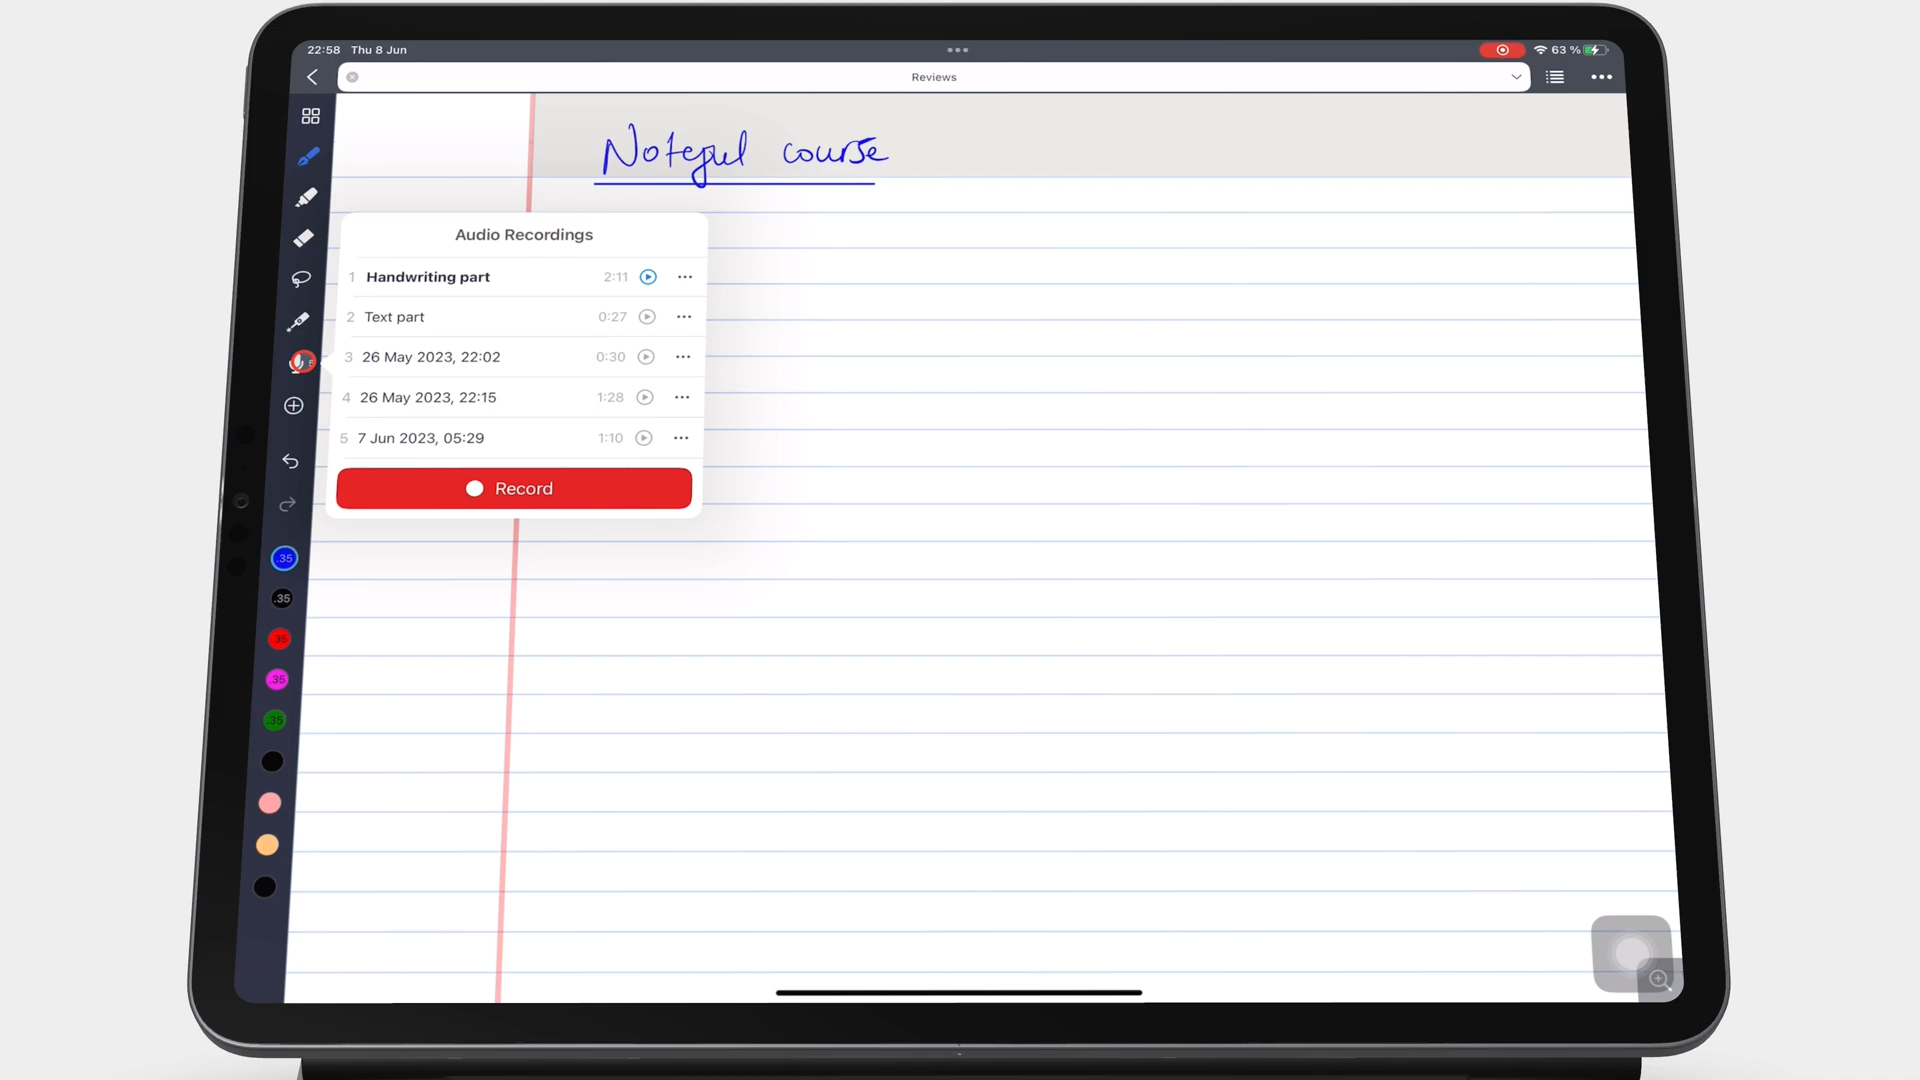 22:58 Thu 8 Jun
63 %
Reviews
Noteful course
Audio Recordings
1 Handwriting part 2:11
2 Text part 0:27
3 26 May 2023, 22:02 0:30
4 26 May 2023, 22:15 1:28
5 7 Jun 2023, 05:29 1:10
Record
.35
.35
.35
.35
.35